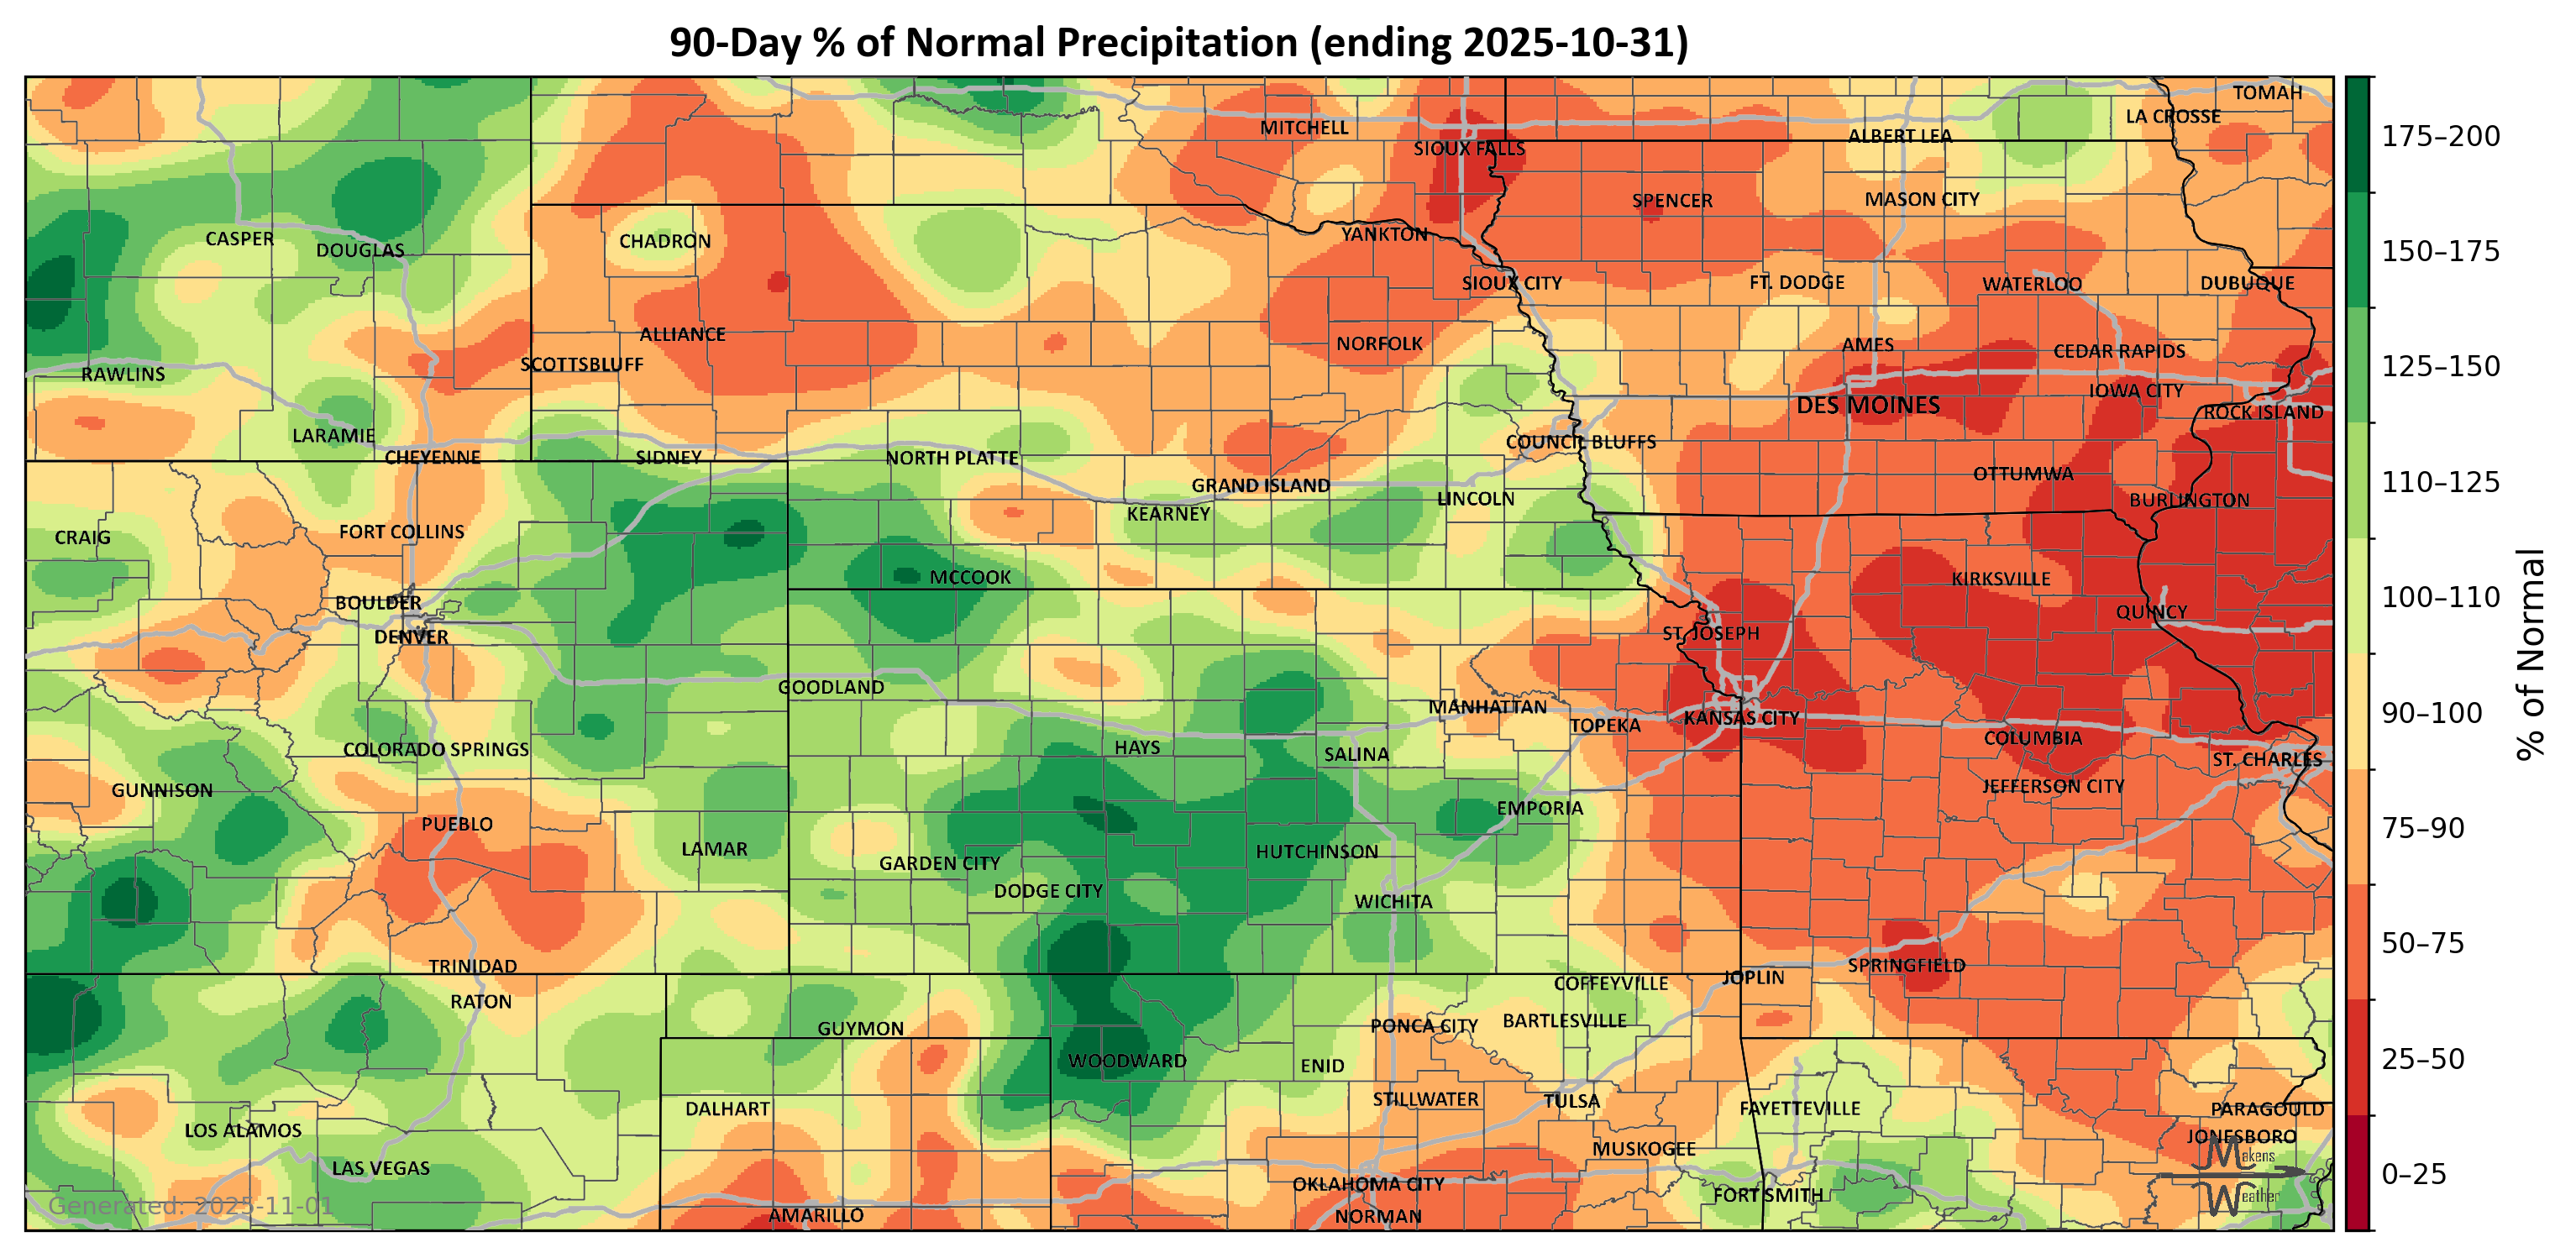 90-Day % of Normal Precipitation (ending 2025-10-31)
TOMAH
LA CROSSE
MITCHELL
ALBERT LEA
SIOUX FALLS
SPENCER
MASON CITY
YANKTON
CASPER
DOUGLAS
CHADRON
SIOUX CITY
FT. DODGE
WATERLOO
DUBUQUE
ALLIANCE
NORFOLK
AMES
CEDAR RAPIDS
SCOTTSBLUFF
RAWLINS
IOWA CITY
DES MOINES
ROCK ISLAND
LARAMIE
COUNCIL BLUFFS
CHEYENNE
SIDNEY
NORTH PLATTE
OTTUMWA
GRAND ISLAND
LINCOLN
BURLINGTON
KEARNEY
CRAIG
FORT COLLINS
MCCOOK
KIRKSVILLE
BOULDER
QUINCY
DENVER
ST. JOSEPH
GOODLAND
MANHATTAN
TOPEKA
KANSAS CITY
COLORADO SPRINGS
HAYS
SALINA
COLUMBIA
ST. CHARLES
GUNNISON
JEFFERSON CITY
EMPORIA
PUEBLO
LAMAR
GARDEN CITY
HUTCHINSON
DODGE CITY
WICHITA
TRINIDAD
SPRINGFIELD
JOPLIN
COFFEYVILLE
RATON
GUYMON
PONCA CITY
BARTLESVILLE
WOODWARD
ENID
DALHART
STILLWATER
TULSA
FAYETTEVILLE
PARAGOULD
LOS ALAMOS
JONESBORO
MUSKOGEE
LAS VEGAS
OKLAHOMA CITY
FORT SMITH
AMARILLO
NORMAN
Makens
Weather
Generated: 2025-11-01
175–200
150–175
125–150
110–125
100–110
90–100
75–90
50–75
25–50
0–25
% of Normal